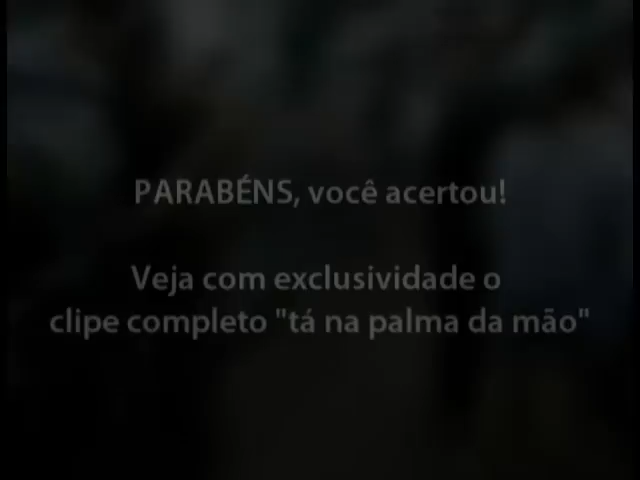 PARABÉNS, você acertou!
Veja com exclusividade o
clipe completo "tá na palma da mão"